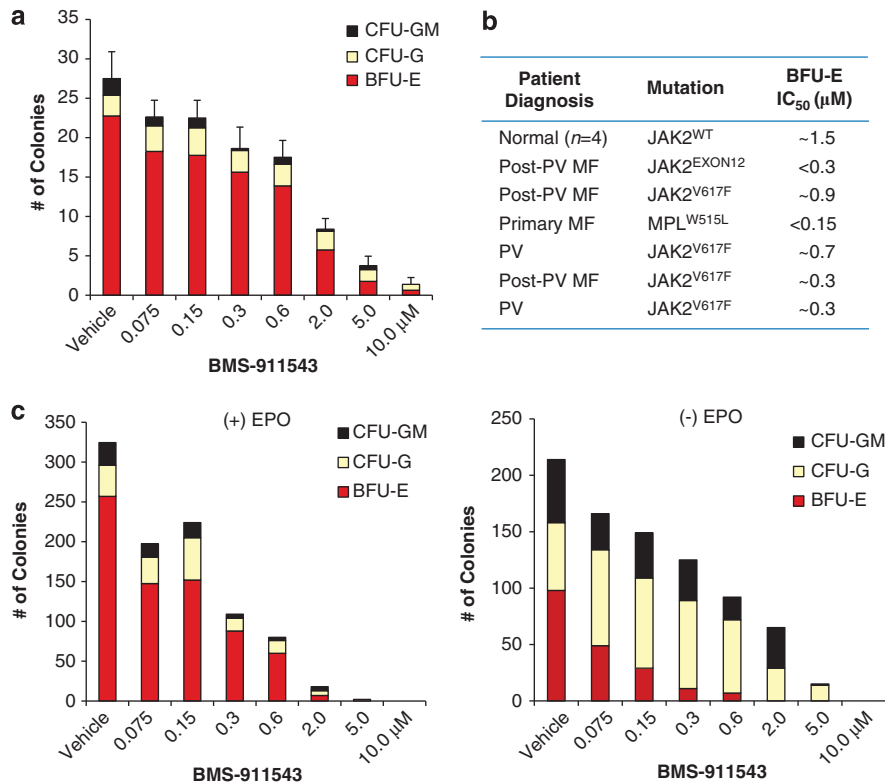 a
35
30
25
20
15
10
5
0
# of Colonies
CFU-GM
CFU-G
BFU-E
Vehicle 0.075 0.15 0.3 0.6 2.0 5.0 10.0 μM
BMS-911543
b
Patient Diagnosis Mutation BFU-E IC50 (μM)
Normal (n=4) JAK2WT ~1.5
Post-PV MF JAK2EXON12 <0.3
Post-PV MF JAK2V617F ~0.9
Primary MF MPLW515L <0.15
PV JAK2V617F ~0.7
Post-PV MF JAK2V617F ~0.3
PV JAK2V617F ~0.3
c
(+) EPO
350
300
250
200
150
100
50
0
# of Colonies
CFU-GM
CFU-G
BFU-E
Vehicle 0.075 0.15 0.3 0.6 2.0 5.0 10.0 μM
BMS-911543
(-) EPO
250
200
150
100
50
0
# of Colonies
CFU-GM
CFU-G
BFU-E
Vehicle 0.075 0.15 0.3 0.6 2.0 5.0 10.0 μM
BMS-911543